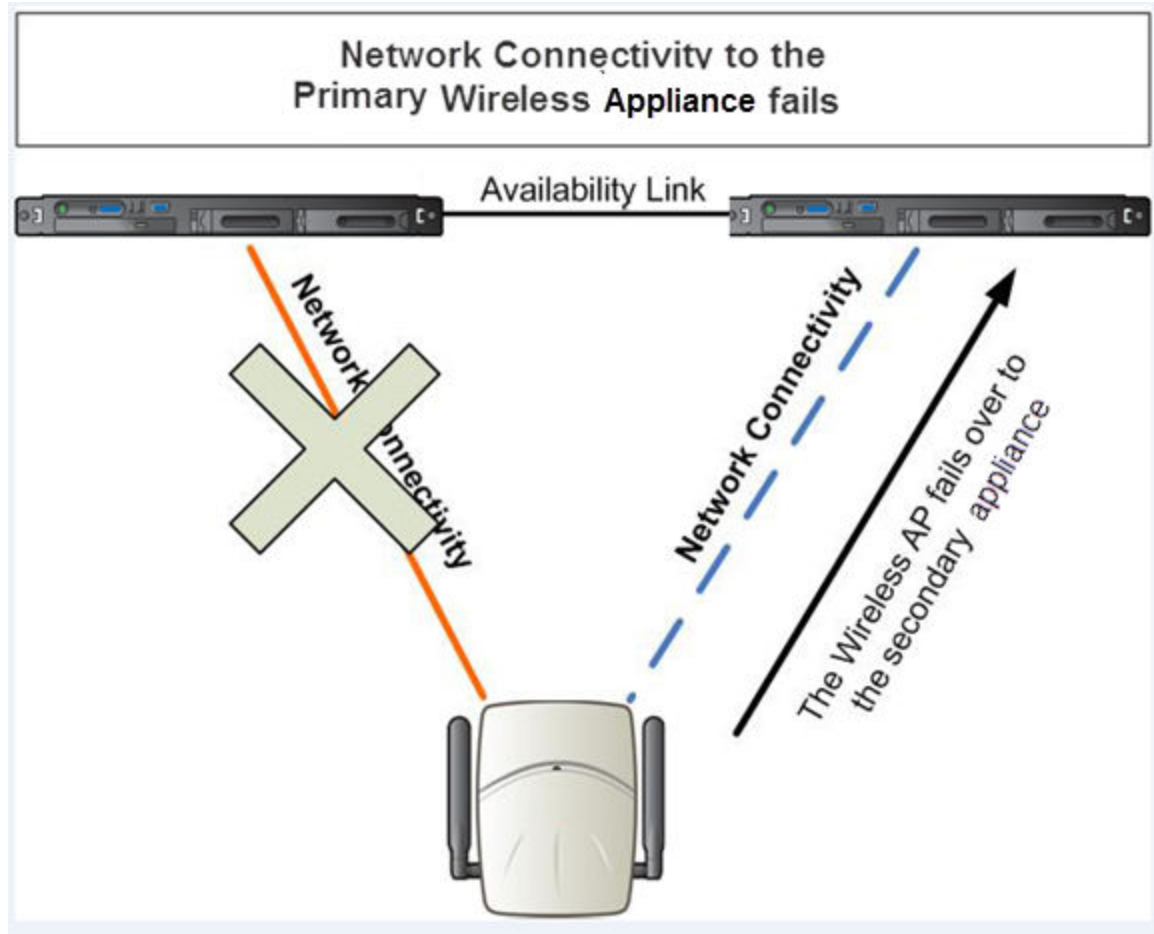 Network Connectivity to the
Primary Wireless Appliance fails
Availability Link
Network Connectivity
Network Connectivity
The Wireless AP fails over to
the secondary appliance